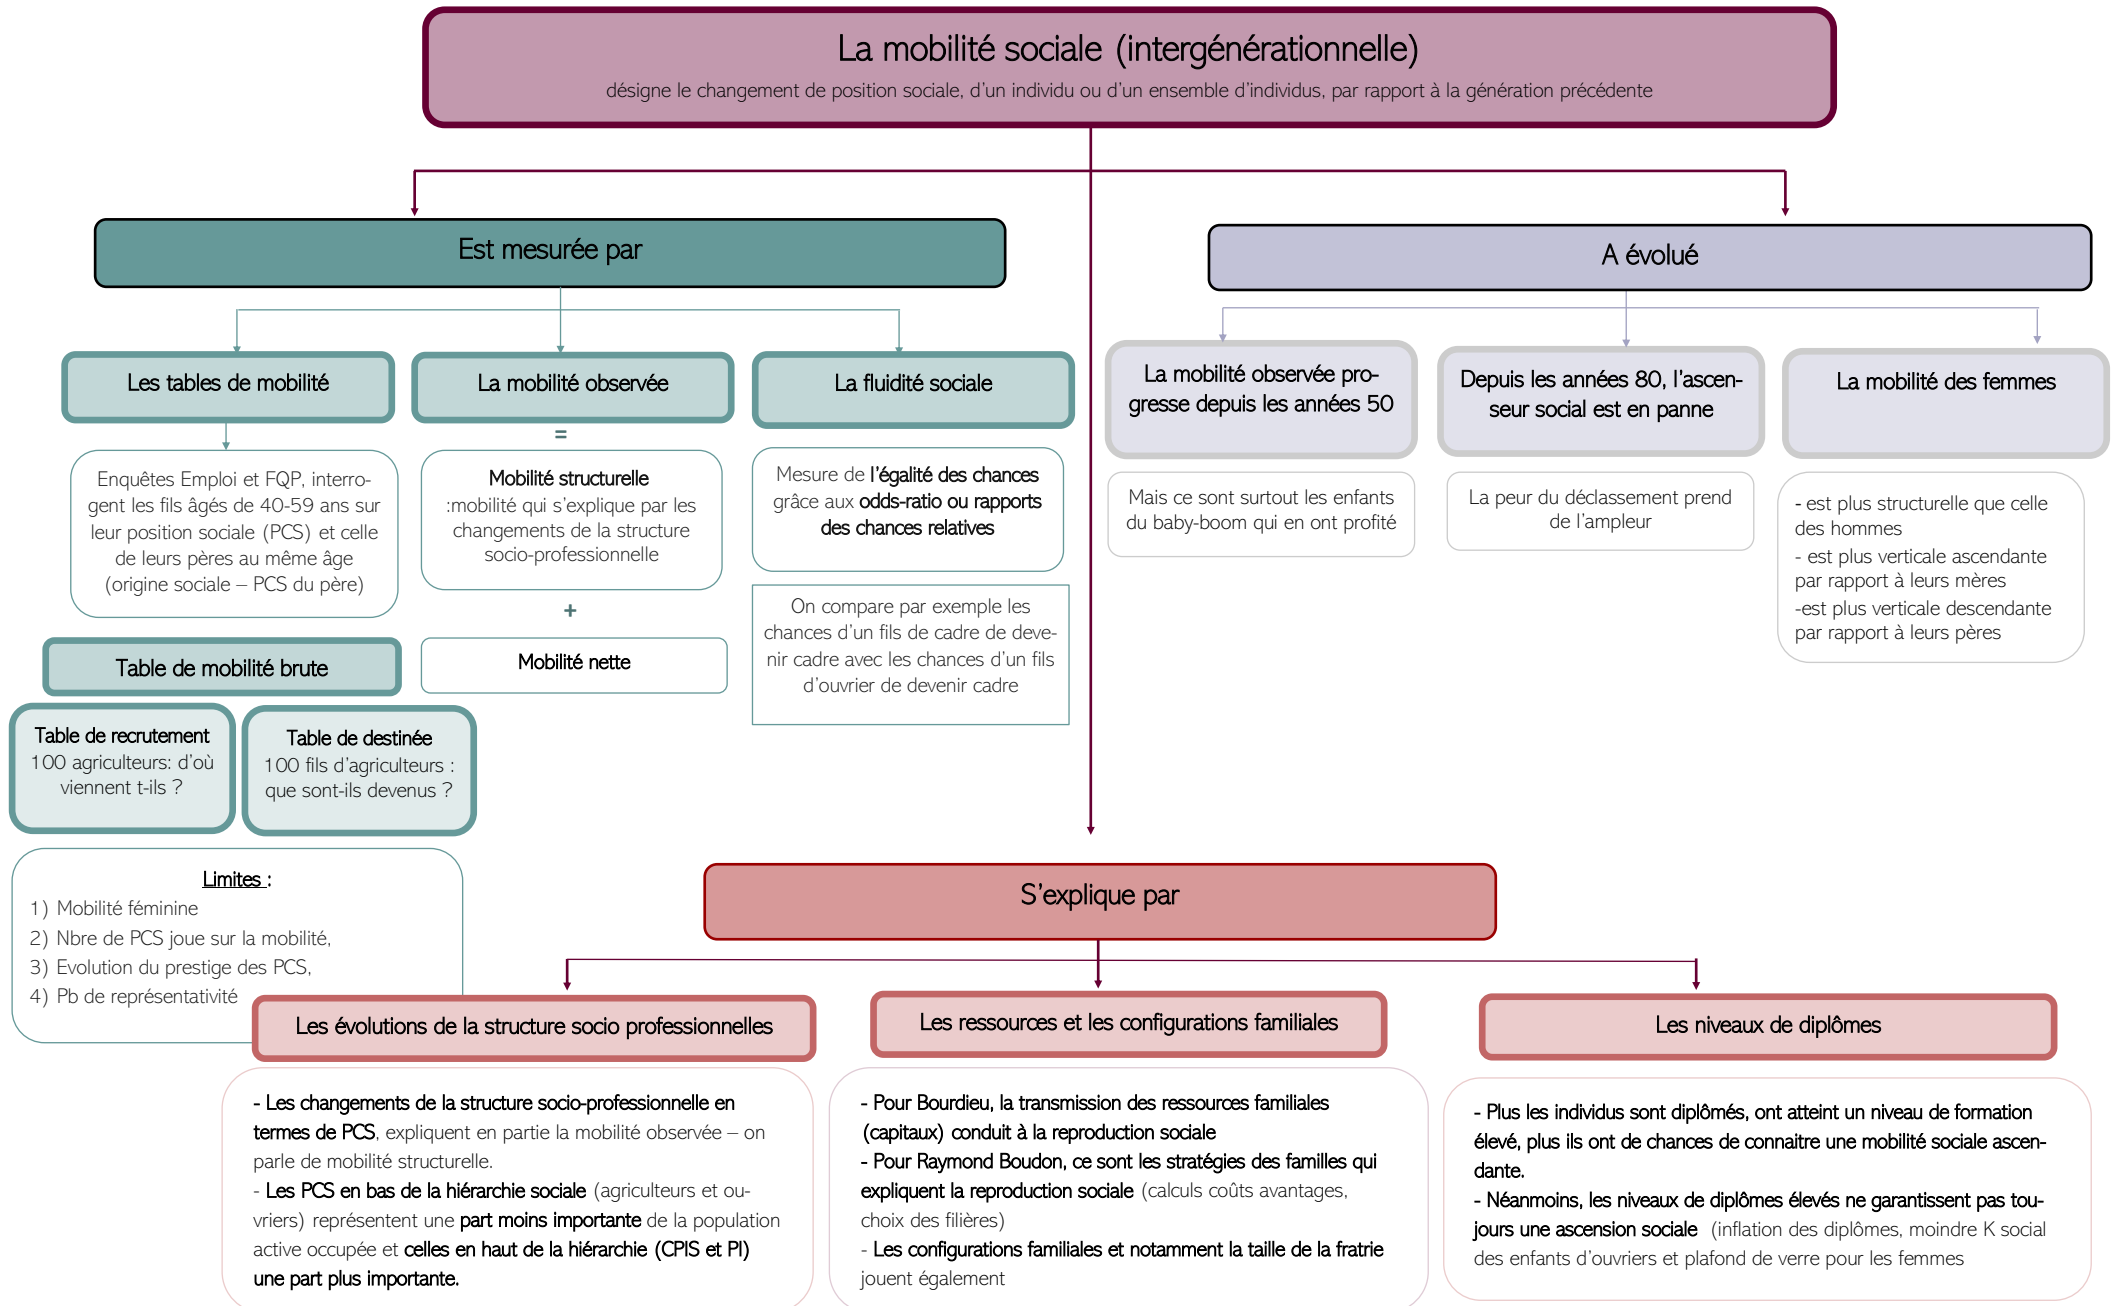 La mobilité sociale (intergénérationnelle)
désigne le changement de position sociale, d'un individu ou d'un ensemble d'individus, par rapport à la génération précédente
Est mesurée par
Les tables de mobilité
Enquêtes Emploi et FQP, interro-
gent les fils âgés de 40-59 ans sur
leur position sociale (PCS) et celle
de leurs pères au même âge
(origine sociale – PCS du père)
Table de mobilité brute
Table de recrutement
100 agriculteurs: d'où
viennent t-ils ?
Table de destinée
100 fils d'agriculteurs :
que sont-ils devenus ?
Limites :
1) Mobilité féminine
2) Nbre de PCS joue sur la mobilité,
3) Evolution du prestige des PCS,
4) Pb de représentativité
La mobilité observée
=
Mobilité structurelle
:mobilité qui s'explique par les
changements de la structure
socio-professionnelle
+
Mobilité nette
La fluidité sociale
Mesure de l'égalité des chances
grâce aux odds-ratio ou rapports
des chances relatives
On compare par exemple les
chances d'un fils de cadre de deve-
nir cadre avec les chances d'un fils
d'ouvrier de devenir cadre
A évolué
La mobilité observée pro-
gresse depuis les années 50
Mais ce sont surtout les enfants
du baby-boom qui en ont profité
Depuis les années 80, l'ascen-
seur social est en panne
La peur du déclassement prend
de l'ampleur
La mobilité des femmes
- est plus structurelle que celle
des hommes
- est plus verticale ascendante
par rapport à leurs mères
-est plus verticale descendante
par rapport à leurs pères
S'explique par
Les évolutions de la structure socio professionnelles
- Les changements de la structure socio-professionnelle en
termes de PCS, expliquent en partie la mobilité observée – on
parle de mobilité structurelle.
- Les PCS en bas de la hiérarchie sociale (agriculteurs et ou-
vriers) représentent une part moins importante de la population
active occupée et celles en haut de la hiérarchie (CPIS et PI)
une part plus importante.
Les ressources et les configurations familiales
- Pour Bourdieu, la transmission des ressources familiales
(capitaux) conduit à la reproduction sociale
- Pour Raymond Boudon, ce sont les stratégies des familles qui
expliquent la reproduction sociale (calculs coûts avantages,
choix des filières)
- Les configurations familiales et notamment la taille de la fratrie
jouent également
Les niveaux de diplômes
- Plus les individus sont diplômés, ont atteint un niveau de formation
élevé, plus ils ont de chances de connaitre une mobilité sociale ascen-
dante.
- Néanmoins, les niveaux de diplômes élevés ne garantissent pas tou-
jours une ascension sociale (inflation des diplômes, moindre K social
des enfants d'ouvriers et plafond de verre pour les femmes